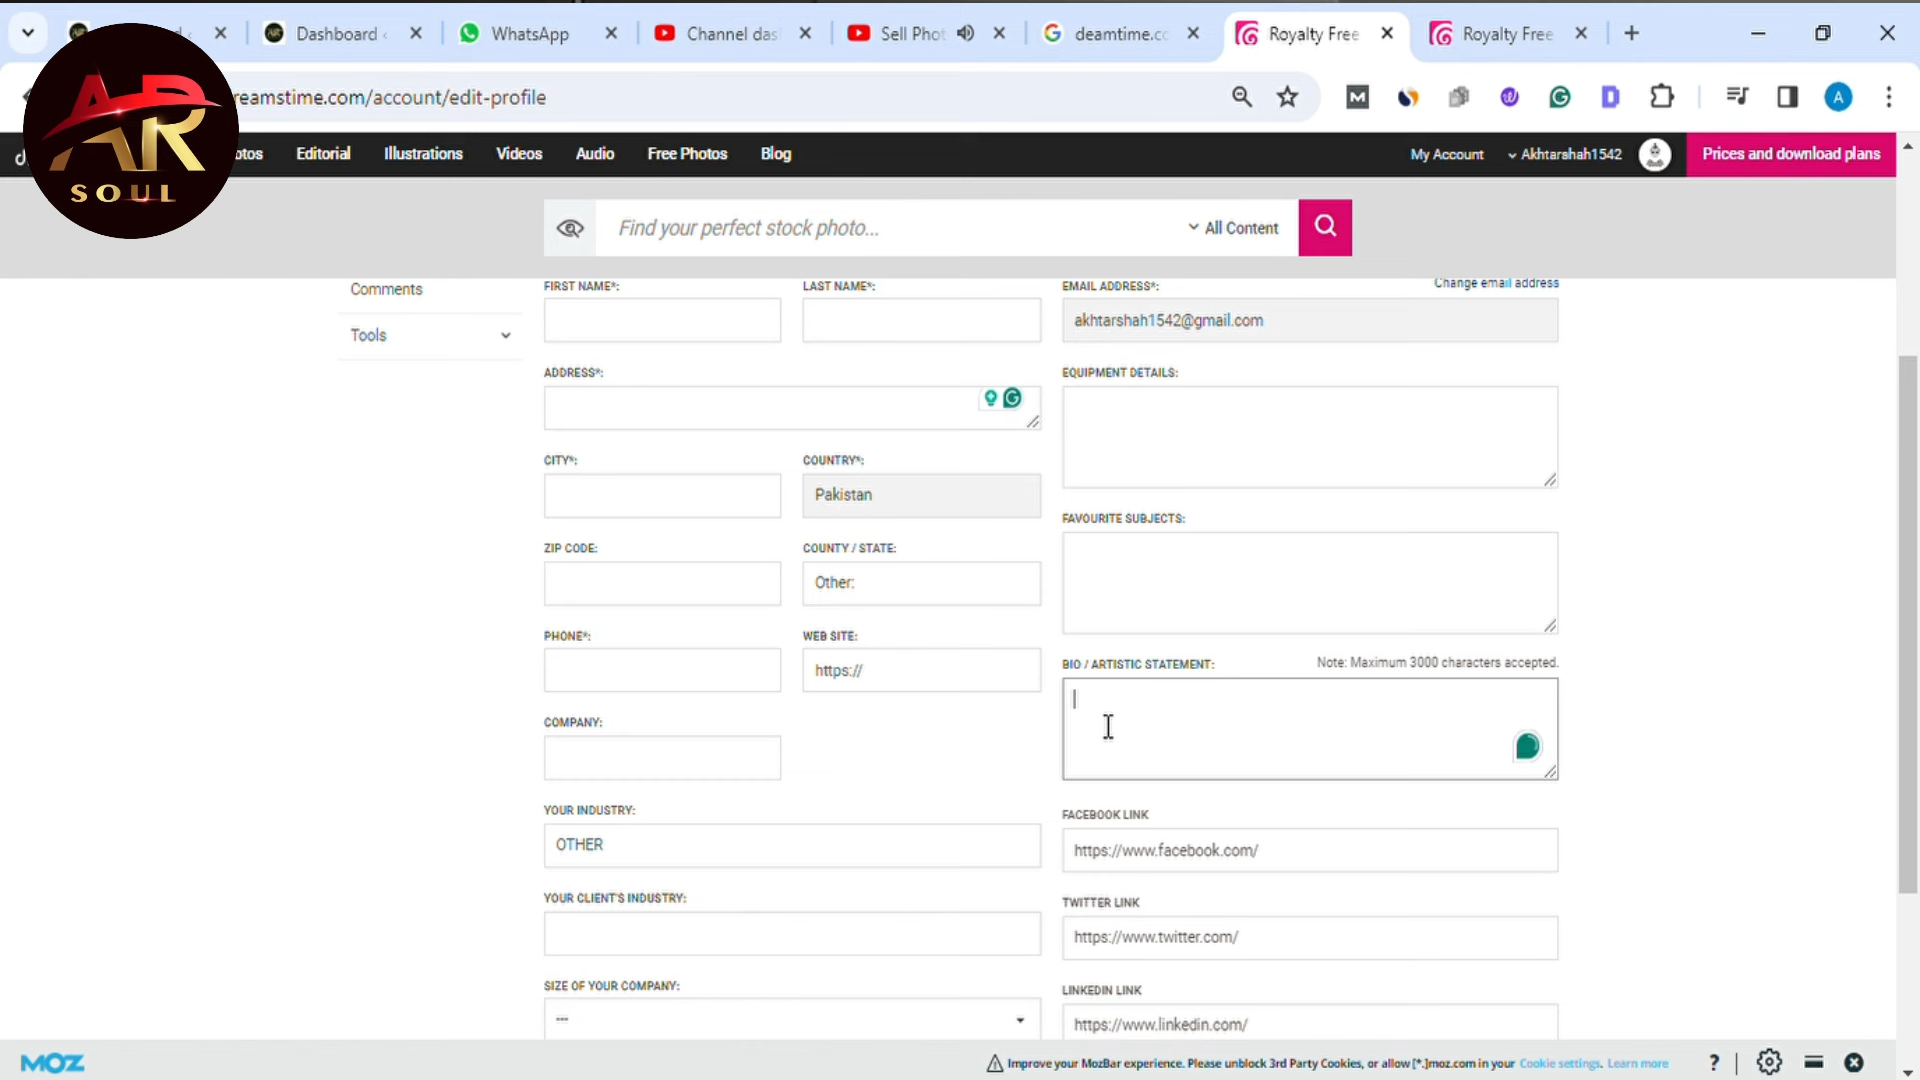 Dashboard
WhatsApp
Channel das
Sell Phot
deamtime.co
Royalty Free
Royalty Free
reamstime.com/account/edit-profile
M
D
A
AR
SOUL
otos
Editorial
Illustrations
Videos
Audio
Free Photos
Blog
My Account
Akhtarshah1542
Prices and download plans
Find your perfect stock photo...
All Content
Comments
Tools
FIRST NAME*:
LAST NAME*:
EMAIL ADDRESS*:
Change email address
akhtarshah1542@gmail.com
ADDRESS*:
EQUIPMENT DETAILS:
CITY*:
COUNTRY*:
Pakistan
FAVOURITE SUBJECTS:
ZIP CODE:
COUNTY / STATE:
Other:
PHONE*:
WEB SITE:
https://
BIO / ARTISTIC STATEMENT:
Note: Maximum 3000 characters accepted.
COMPANY:
YOUR INDUSTRY:
OTHER
FACEBOOK LINK
https://www.facebook.com/
YOUR CLIENT'S INDUSTRY:
TWITTER LINK
https://www.twitter.com/
SIZE OF YOUR COMPANY:
---
LINKEDIN LINK
https://www.linkedin.com/
MOZ
Improve your MozBar experience. Please unblock 3rd Party Cookies, or allow [*.]moz.com in your Cookie settings. Learn more
?